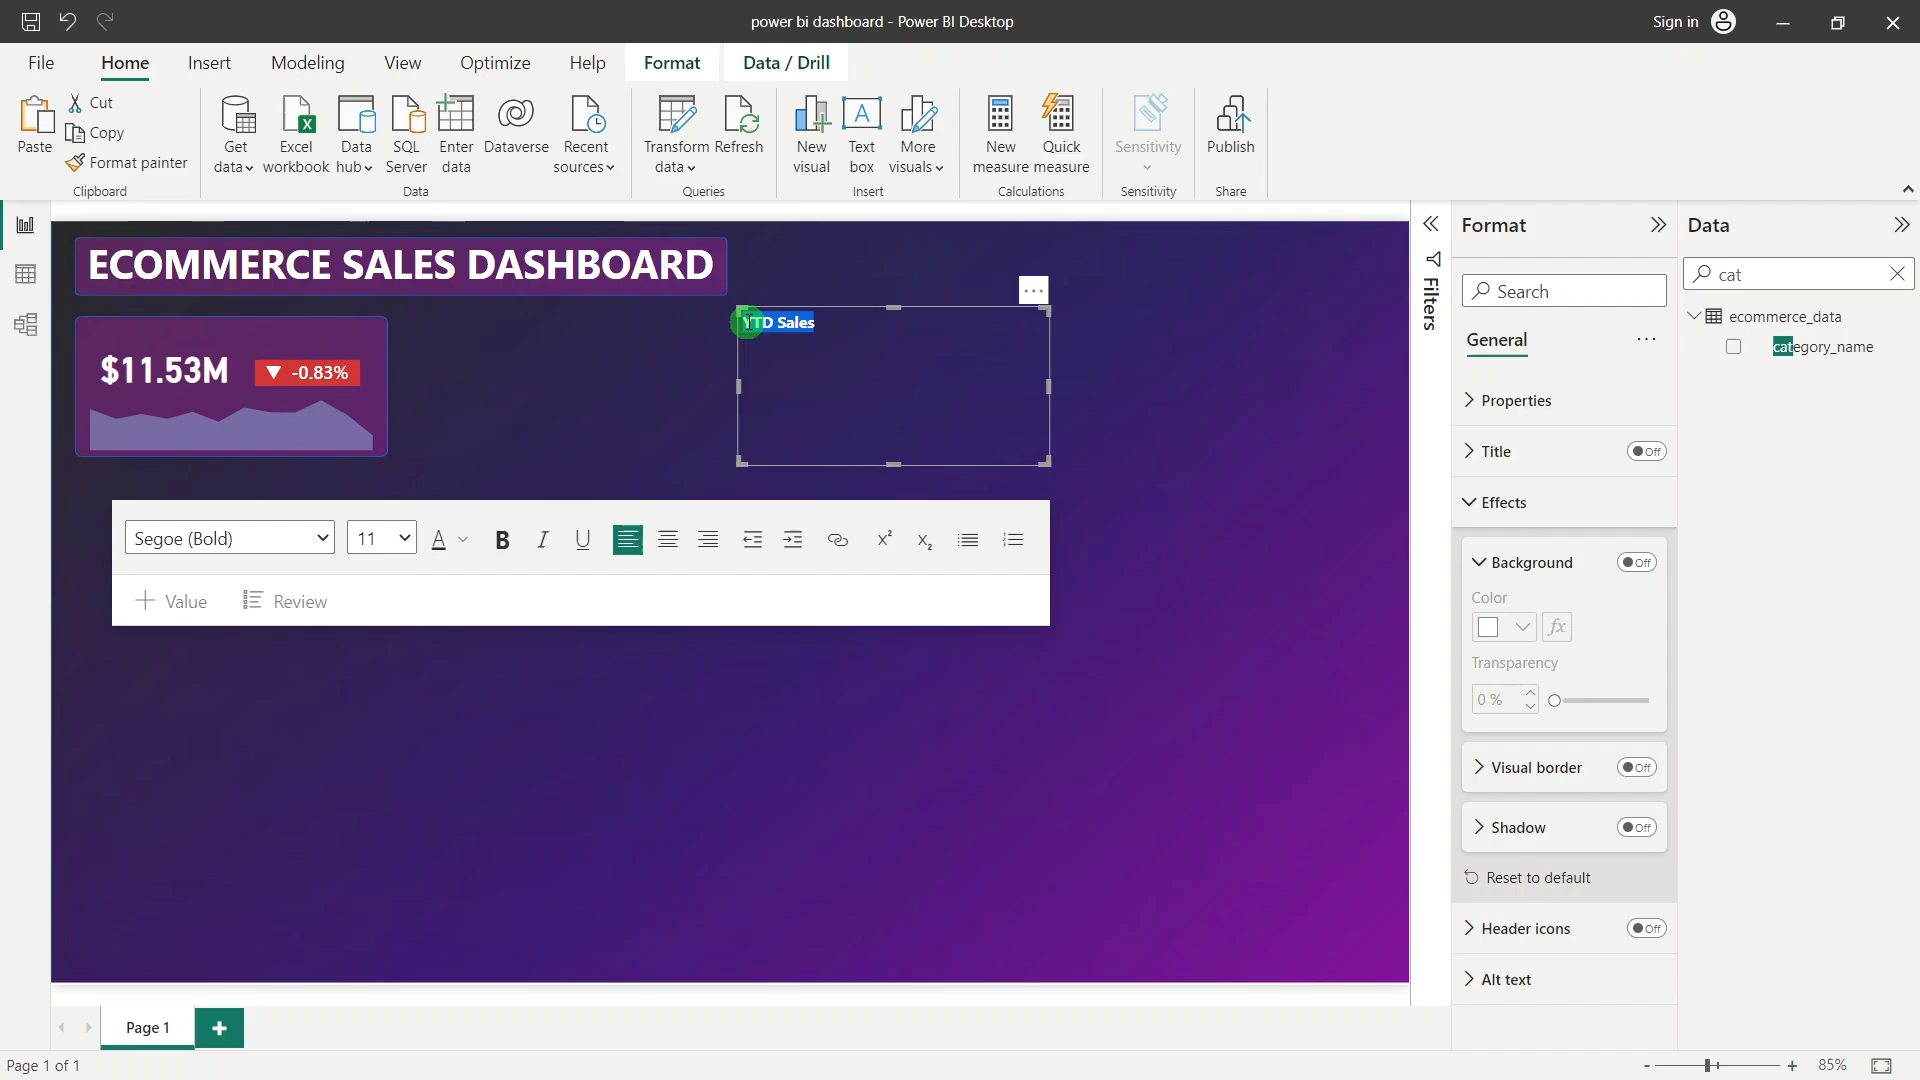 power bi dashboard - Power BI Desktop
Sign in
File Home Insert Modeling View Optimize Help Format Data / Drill
Paste
Cut
Copy
Format painter
Clipboard
Get data
Excel workbook
Data hub
SQL Server
Enter data
Dataverse
Recent sources
Data
Transform data
Refresh
Queries
New visual
Text box
More visuals
Insert
New measure
Quick measure
Calculations
Sensitivity
Sensitivity
Publish
Share
ECOMMERCE SALES DASHBOARD
$11.53M
▼ -0.83%
YTD Sales
Segoe (Bold)
11
A
B I U
x²
x₂
Value
Review
Filters
Format
Search
General
Properties
Title Off
Effects
Background Off
Color
fx
Transparency
0 %
Visual border Off
Shadow Off
Reset to default
Header icons Off
Alt text
Data
cat
ecommerce_data
category_name
Page 1
Page 1 of 1
- + 85%